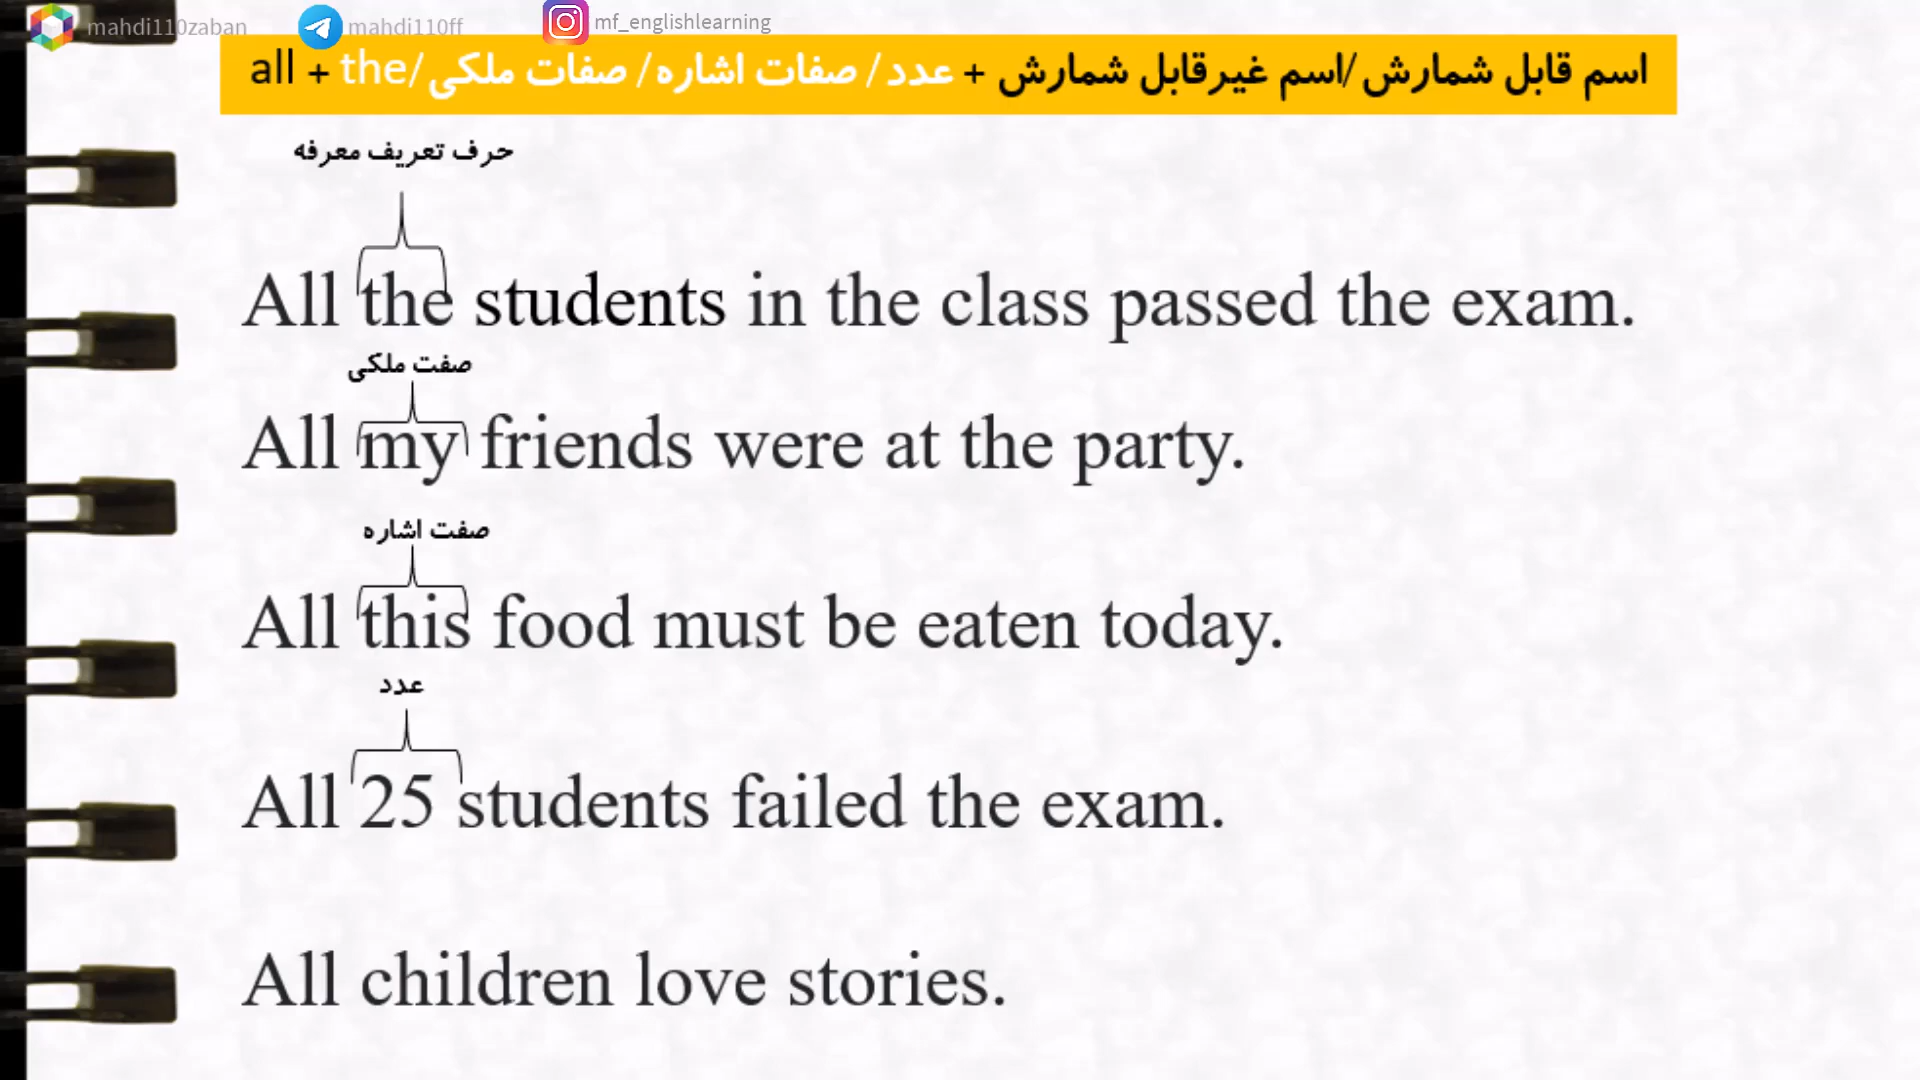 mahdi110zaban mahdi110ff mf_englishlearning
all + the/صفات ملکی /صفات اشاره /عدد + اسم قابل شمارش /اسم غیرقابل شمارش
حرف تعریف معرفه
All the students in the class passed the exam.
صفت ملکی
All my friends were at the party.
صفت اشاره
All this food must be eaten today.
عدد
All 25 students failed the exam.
All children love stories.